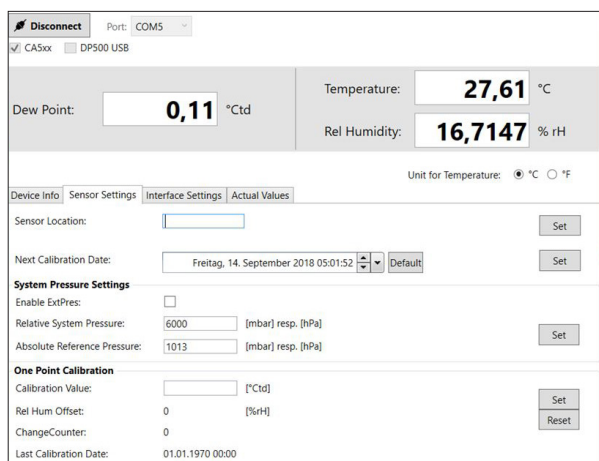 Disconnect Port: COM5
CA5xx DP500 USB
Temperature: 27,61 °C
Dew Point: 0,11 °Ctd
Rel Humidity: 16,7147 % rH
Unit for Temperature: °C °F
Device Info Sensor Settings Interface Settings Actual Values
Sensor Location: Set
Next Calibration Date: Freitag, 14. September 2018 05:01:52 Default Set
System Pressure Settings
Enable ExtPres:
Relative System Pressure: 6000 [mbar] resp. [hPa]
Set
Absolute Reference Pressure: 1013 [mbar] resp. [hPa]
One Point Calibration
Calibration Value: [°Ctd]
Set
Rel Hum Offset: 0 [%rH]
Reset
ChangeCounter: 0
Last Calibration Date: 01.01.1970 00:00